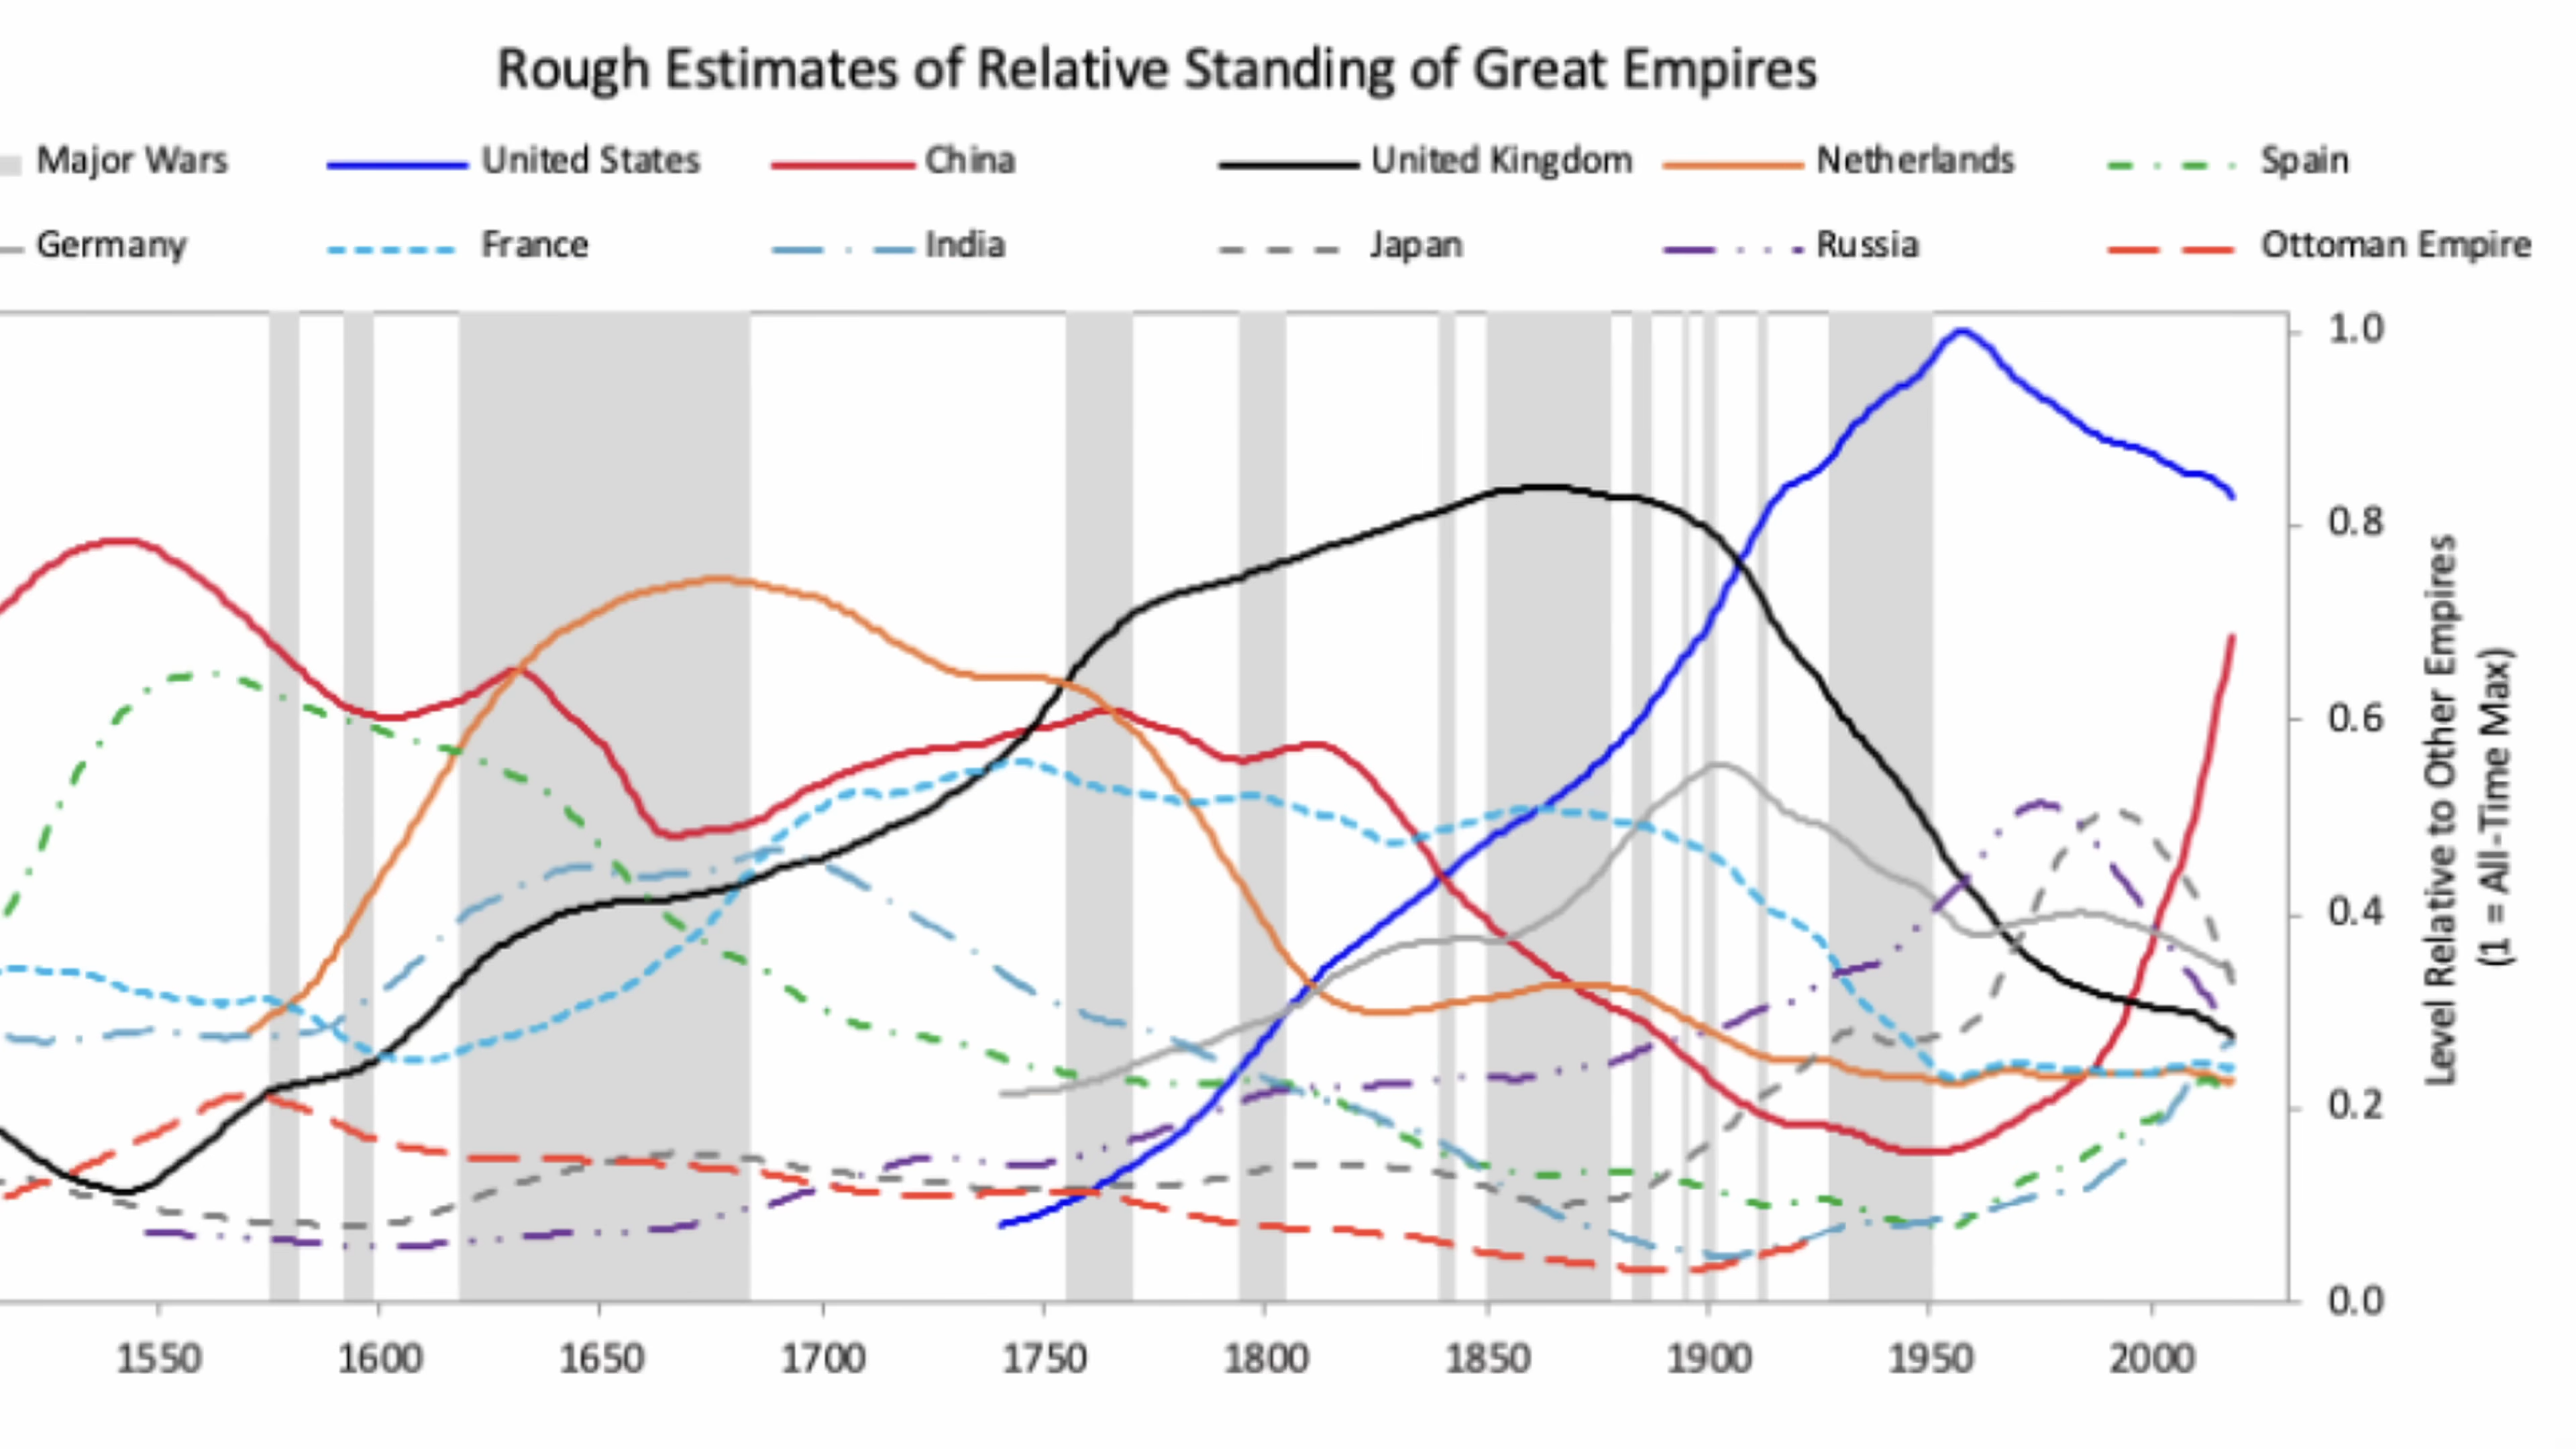 Rough Estimates of Relative Standing of Great Empires
Major Wars United States China United Kingdom Netherlands Spain
Germany France India Japan Russia Ottoman Empire
1.0
0.8
0.6
0.4
0.2
0.0
Level Relative to Other Empires
(1 = All-Time Max)
1550 1600 1650 1700 1750 1800 1850 1900 1950 2000